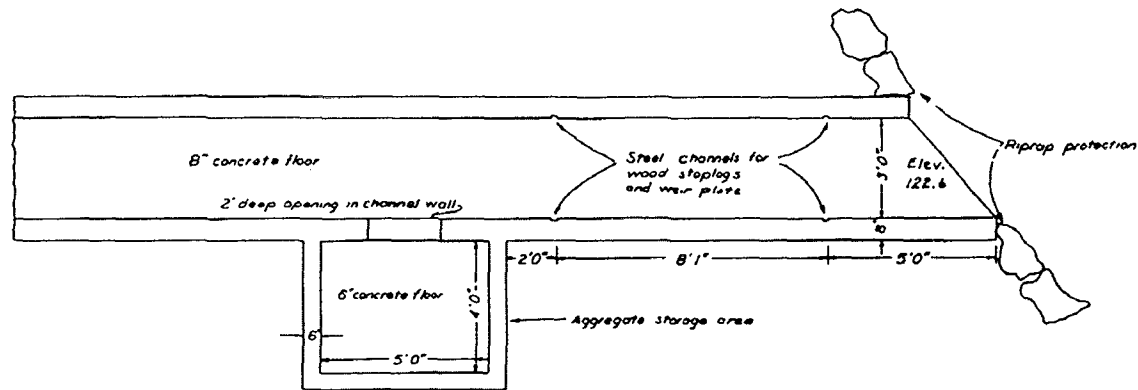 8" concrete floor
Steel channels for
wood stoplogs
and weir plate
3'0"
Elev.
122.6
Riprap protection
2' deep opening in channel wall
8"
2'0"
8'1"
5'0"
6" concrete floor
4'0"
6"
5'0"
Aggregate storage area